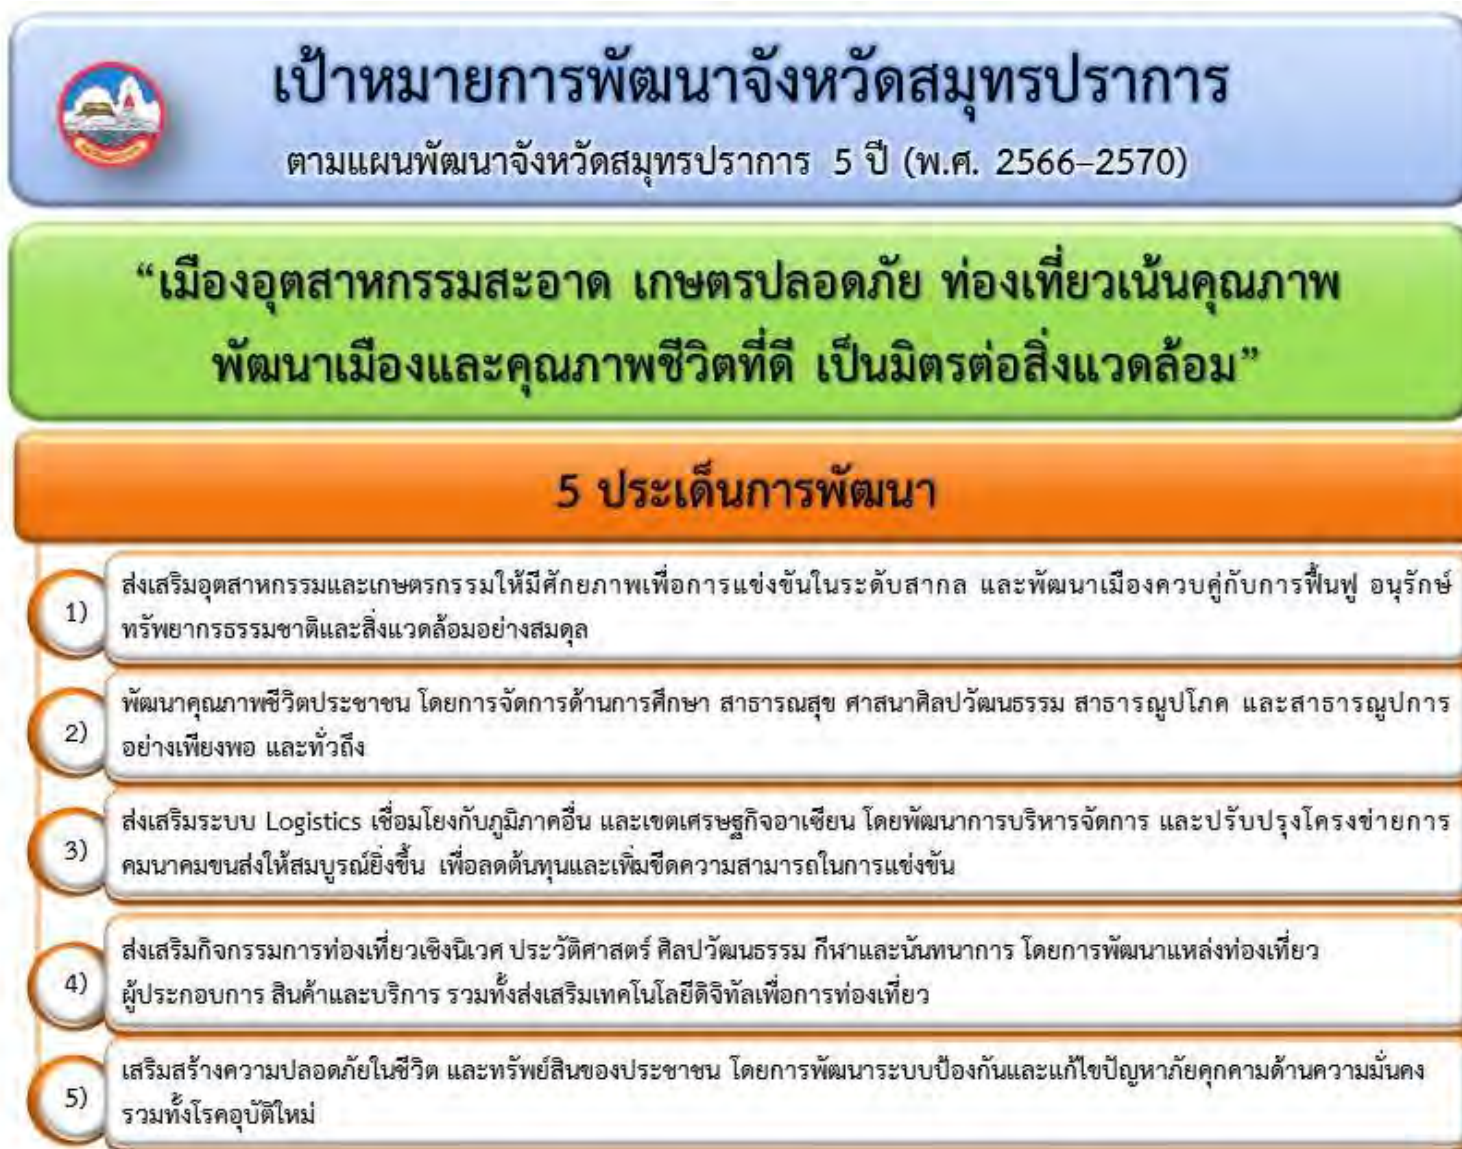 เป้าหมายการพัฒนาจังหวัดสมุทรปราการ
ตามแผนพัฒนาจังหวัดสมุทรปราการ 5 ปี (พ.ศ. 2566–2570)
“เมืองอุตสาหกรรมสะอาด เกษตรปลอดภัย ท่องเที่ยวเน้นคุณภาพ
พัฒนาเมืองและคุณภาพชีวิตที่ดี เป็นมิตรต่อสิ่งแวดล้อม”
5 ประเด็นการพัฒนา
1) ส่งเสริมอุตสาหกรรมและเกษตรกรรมให้มีศักยภาพเพื่อการแข่งขันในระดับสากล และพัฒนาเมืองควบคู่กับการฟื้นฟู อนุรักษ์
ทรัพยากรธรรมชาติและสิ่งแวดล้อมอย่างสมดุล
2) พัฒนาคุณภาพชีวิตประชาชน โดยการจัดการด้านการศึกษา สาธารณสุข ศาสนาศิลปวัฒนธรรม สาธารณูปโภค และสาธารณูปการ
อย่างเพียงพอ และทั่วถึง
3) ส่งเสริมระบบ Logistics เชื่อมโยงกับภูมิภาคอื่น และเขตเศรษฐกิจอาเซียน โดยพัฒนาการบริหารจัดการ และปรับปรุงโครงข่ายการ
คมนาคมขนส่งให้สมบูรณ์ยิ่งขึ้น เพื่อลดต้นทุนและเพิ่มขีดความสามารถในการแข่งขัน
4) ส่งเสริมกิจกรรมการท่องเที่ยวเชิงนิเวศ ประวัติศาสตร์ ศิลปวัฒนธรรม กีฬาและนันทนาการ โดยการพัฒนาแหล่งท่องเที่ยว
ผู้ประกอบการ สินค้าและบริการ รวมทั้งส่งเสริมเทคโนโลยีดิจิทัลเพื่อการท่องเที่ยว
5) เสริมสร้างความปลอดภัยในชีวิต และทรัพย์สินของประชาชน โดยการพัฒนาระบบป้องกันและแก้ไขปัญหาภัยคุกคามด้านความมั่นคง
รวมทั้งโรคอุบัติใหม่